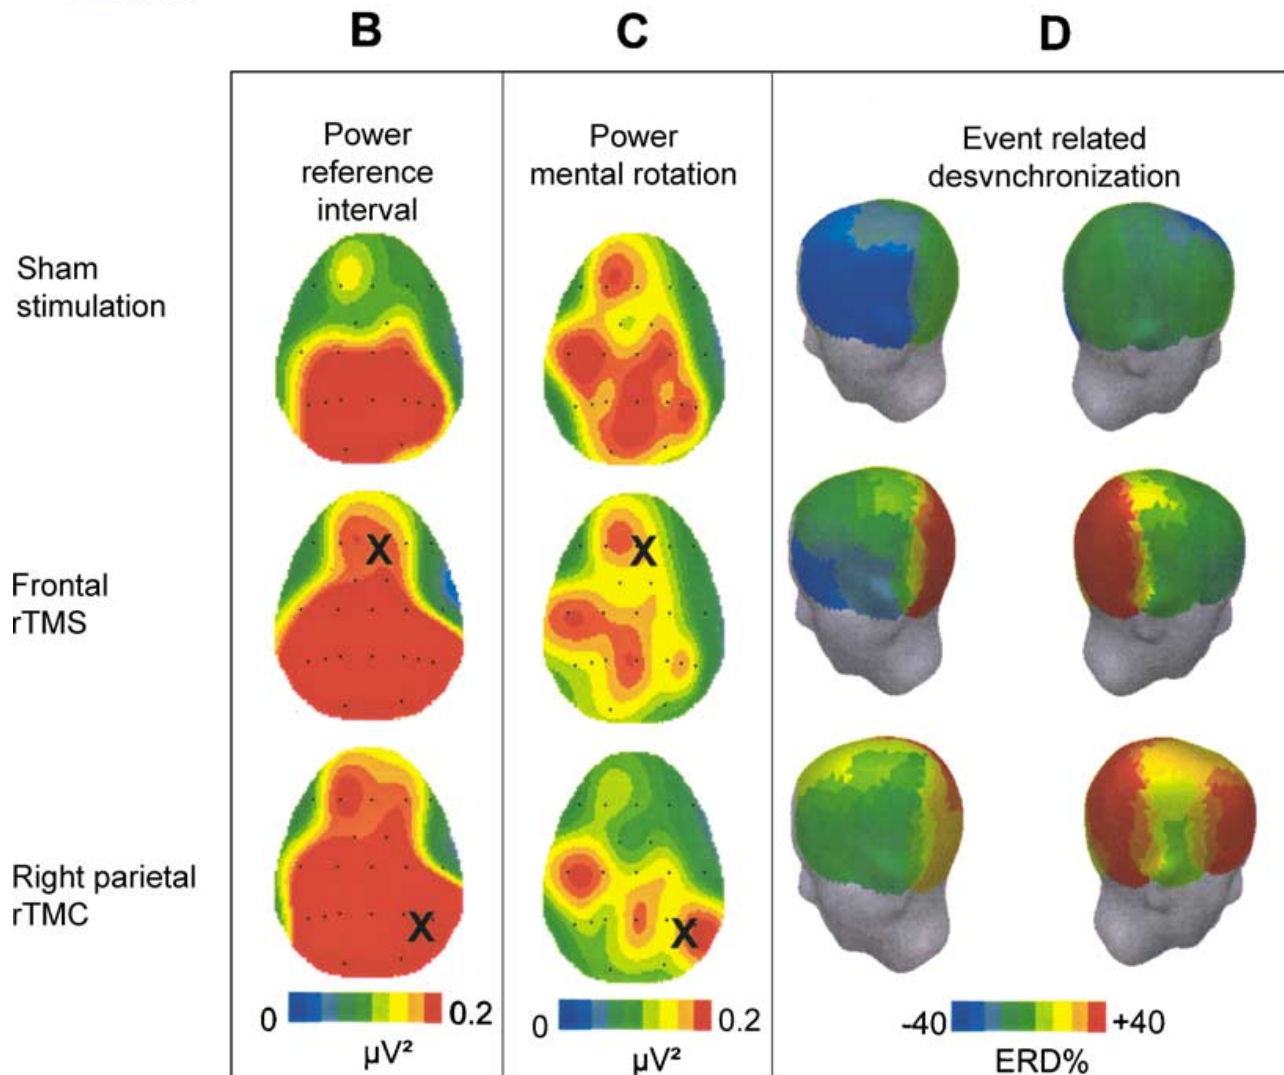 B
C
D
Power
reference
interval
Power
mental rotation
Event related
desvnchronization
Sham
stimulation
X
X
Frontal
rTMS
X
X
Right parietal
rTMC
0
0.2
µV²
0
0.2
µV²
-40
+40
ERD%